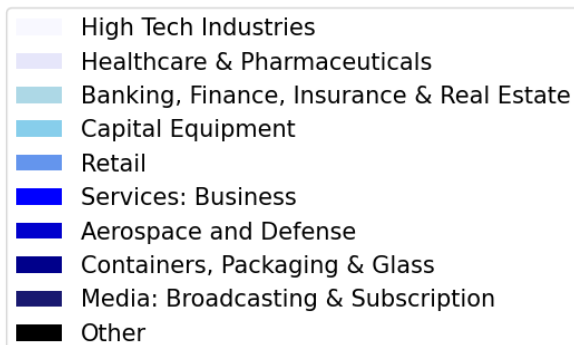 High Tech Industries
Healthcare & Pharmaceuticals
Banking, Finance, Insurance & Real Estate
Capital Equipment
Retail
Services: Business
Aerospace and Defense
Containers, Packaging & Glass
Media: Broadcasting & Subscription
Other